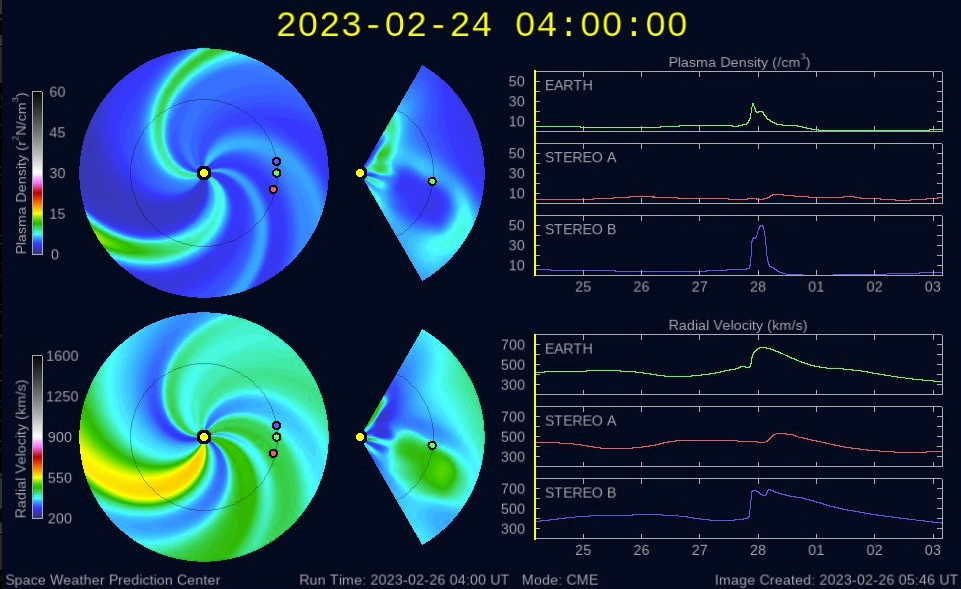 2023-02-24 04:00:00
Plasma Density (r²N/cm³)
60
45
30
15
0
Plasma Density (/cm³)
EARTH
50
30
10
STEREO A
50
30
10
STEREO B
50
30
10
25 26 27 28 01 02 03
Radial Velocity (km/s)
1600
1250
900
550
200
Radial Velocity (km/s)
EARTH
700
500
300
STEREO A
700
500
300
STEREO B
700
500
300
25 26 27 28 01 02 03
Space Weather Prediction Center Run Time: 2023-02-26 04:00 UT Mode: CME Image Created: 2023-02-26 05:46 UT